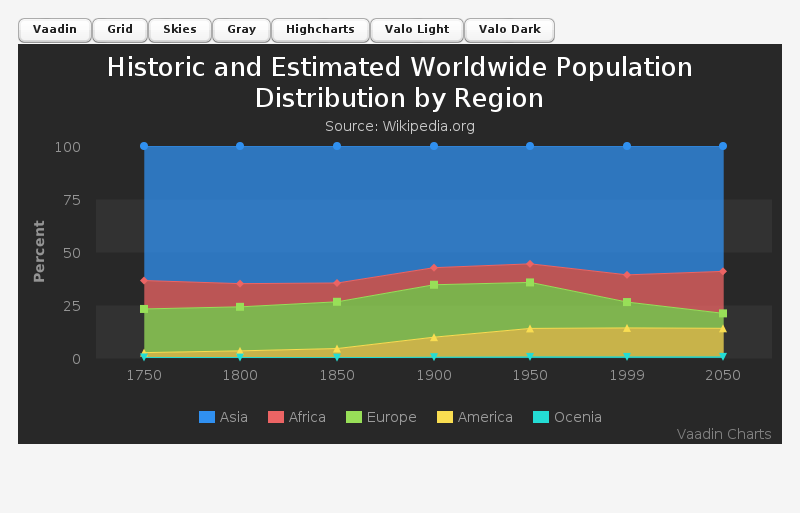 Vaadin Grid Skies Gray Highcharts Valo Light Valo Dark
Historic and Estimated Worldwide Population
Distribution by Region
Source: Wikipedia.org
Percent
100
75
50
25
0
1750 1800 1850 1900 1950 1999 2050
Asia Africa Europe America Ocenia
Vaadin Charts